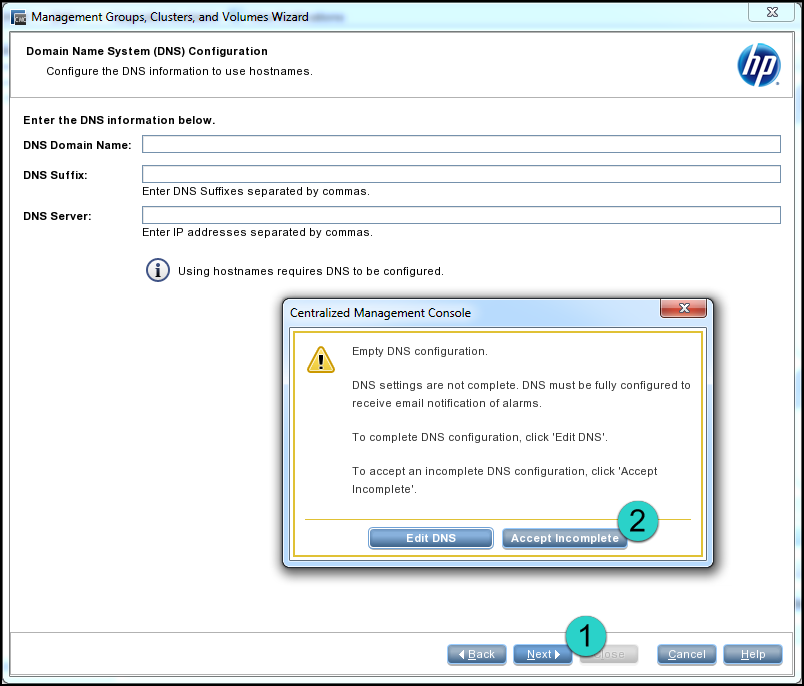 CMC Management Groups, Clusters, and Volumes Wizard
Domain Name System (DNS) Configuration
Configure the DNS information to use hostnames.
hp
Enter the DNS information below.
DNS Domain Name:
DNS Suffix:
Enter DNS Suffixes separated by commas.
DNS Server:
Enter IP addresses separated by commas.
i Using hostnames requires DNS to be configured.
Centralized Management Console
Empty DNS configuration.
DNS settings are not complete. DNS must be fully configured to
receive email notification of alarms.
To complete DNS configuration, click 'Edit DNS'.
To accept an incomplete DNS configuration, click 'Accept
Incomplete'.
2
Edit DNS Accept Incomplete
1
Back Next Close Cancel Help